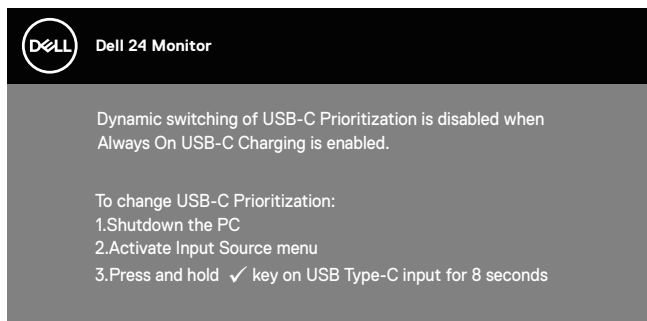 DELL
Dell 24 Monitor
Dynamic switching of USB-C Prioritization is disabled when
Always On USB-C Charging is enabled.
To change USB-C Prioritization:
1.Shutdown the PC
2.Activate Input Source menu
3.Press and hold ✓ key on USB Type-C input for 8 seconds